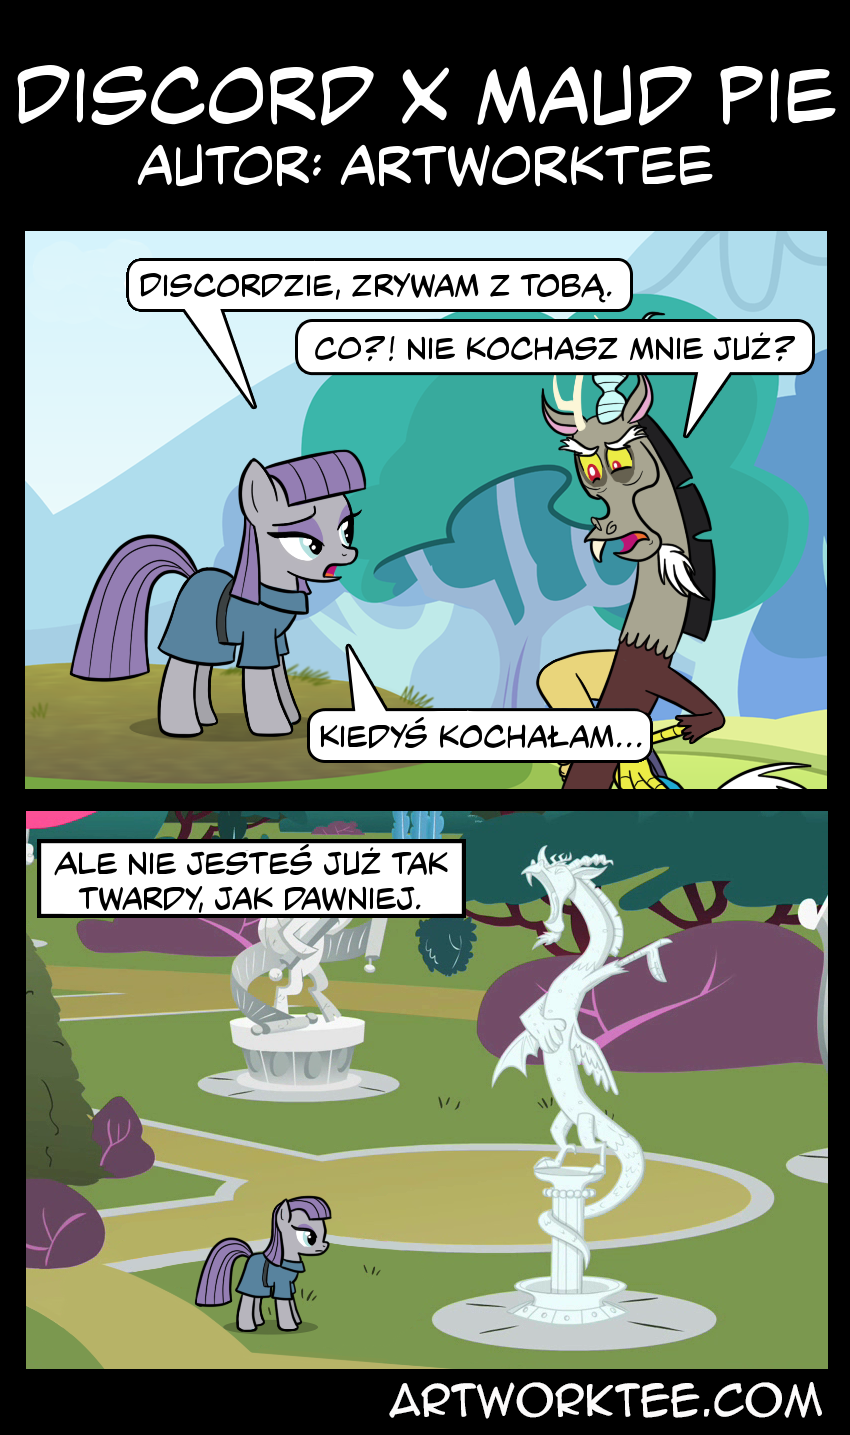 DISCORD X MAUD PIE
AUTOR: ARTWORKTEE
DISCORDZIE, ZRYWAM Z TOBĄ.
CO?! NIE KOCHASZ MNIE JUŻ?
KIEDYŚ KOCHAŁAM...
ALE NIE JESTEŚ JUŻ TAK
TWARDY, JAK DAWNIEJ.
ARTWORKTEE.COM